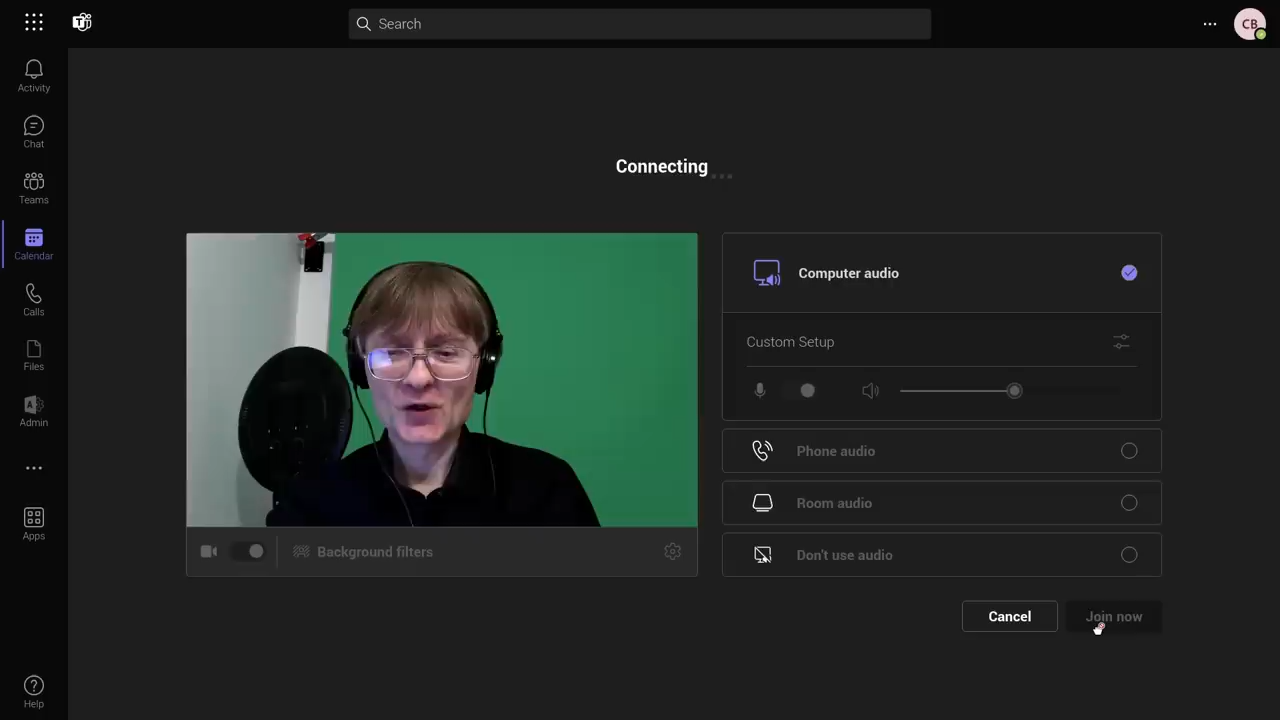 Search
CB
Activity
Chat
Teams
Calendar
Calls
Files
Admin
Apps
Help
Connecting...
Computer audio
Custom Setup
Phone audio
Room audio
Don't use audio
Background filters
Cancel
Join now